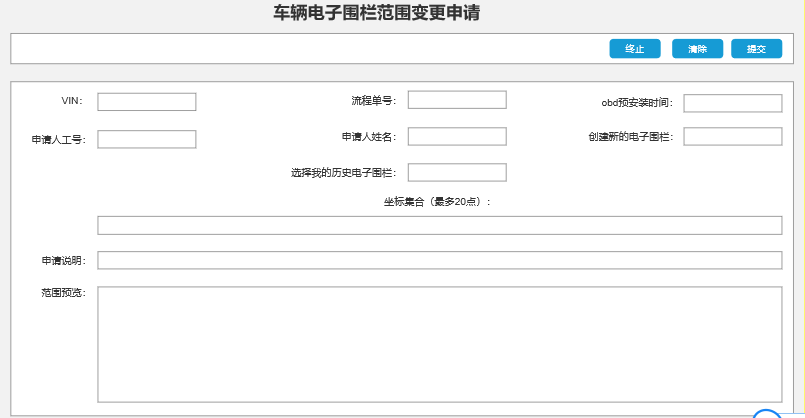 车辆电子围栏范围变更申请
终止 清除 提交
VIN： 流程单号： obd预安装时间：
申请人工号： 申请人姓名： 创建新的电子围栏：
选择我的历史电子围栏：
坐标集合（最多20点）：
申请说明：
范围预览：